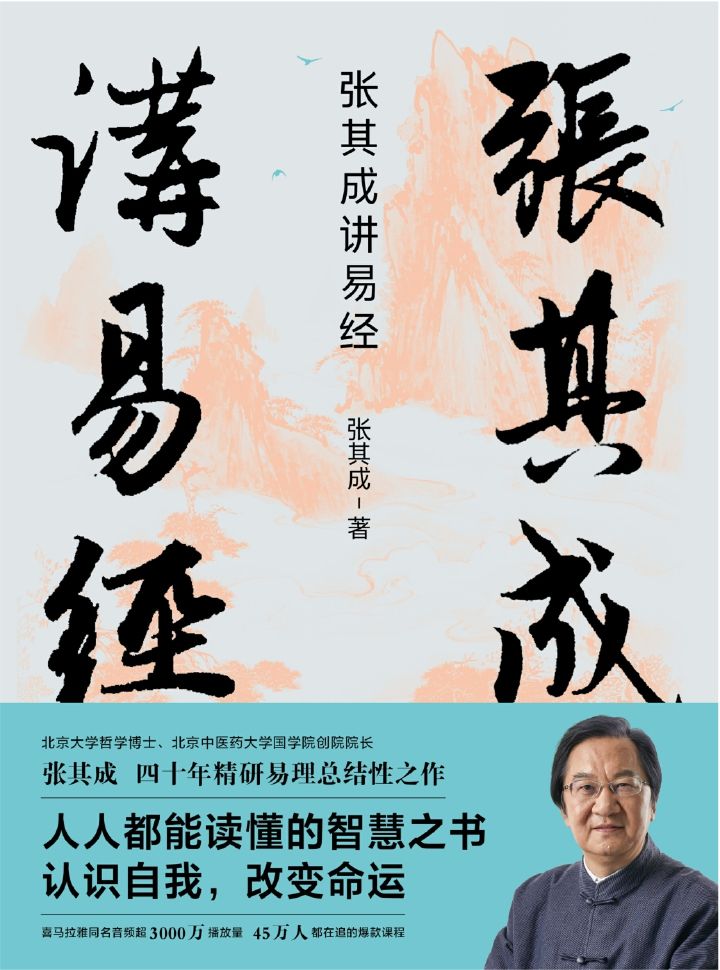 張其成
講易經
张其成讲易经
张其成-著
北京大学哲学博士、北京中医药大学国学院创院院长
张其成 四十年精研易理总结性之作
人人都能读懂的智慧之书
认识自我，改变命运
喜马拉雅同名音频超3000万播放量 45万人都在追的爆款课程